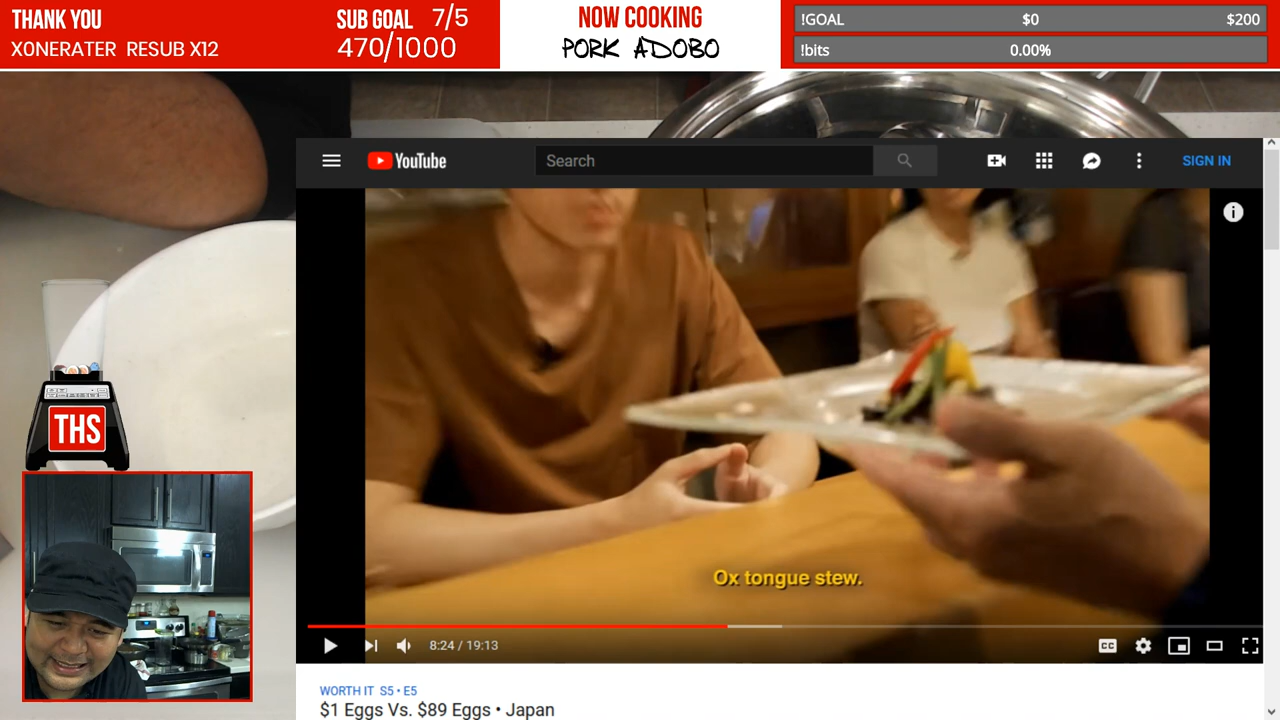 THANK YOU
XONERATER RESUB X12
SUB GOAL 7/5
470/1000
NOW COOKING
PORK ADOBO
!GOAL $0 $200
!bits 0.00%
YouTube
Search
SIGN IN
THS
Ox tongue stew.
8:24 / 19:13
CC
WORTH IT S5 • E5
$1 Eggs Vs. $89 Eggs • Japan